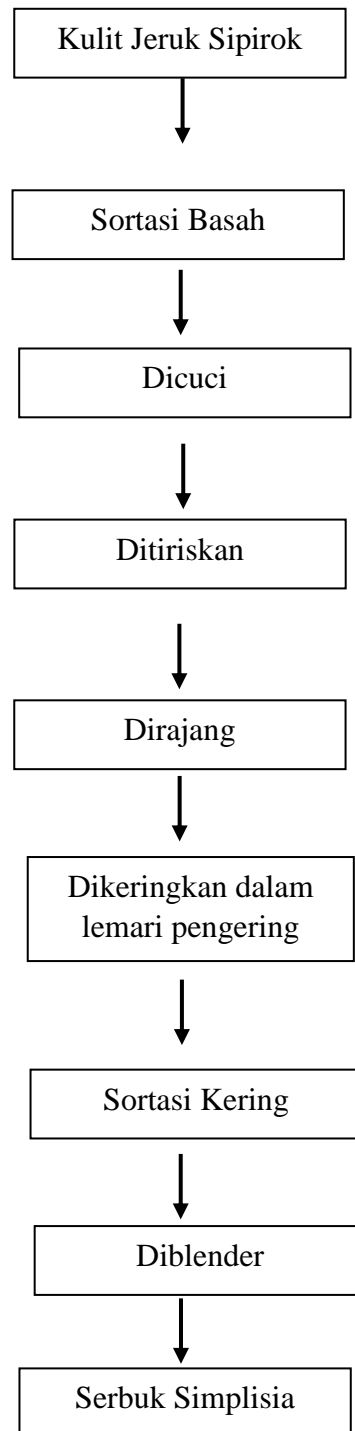 Kulit Jeruk Sipirok
Sortasi Basah
Dicuci
Ditiriskan
Dirajang
Dikeringkan dalam
lemari pengering
Sortasi Kering
Diblender
Serbuk Simplisia